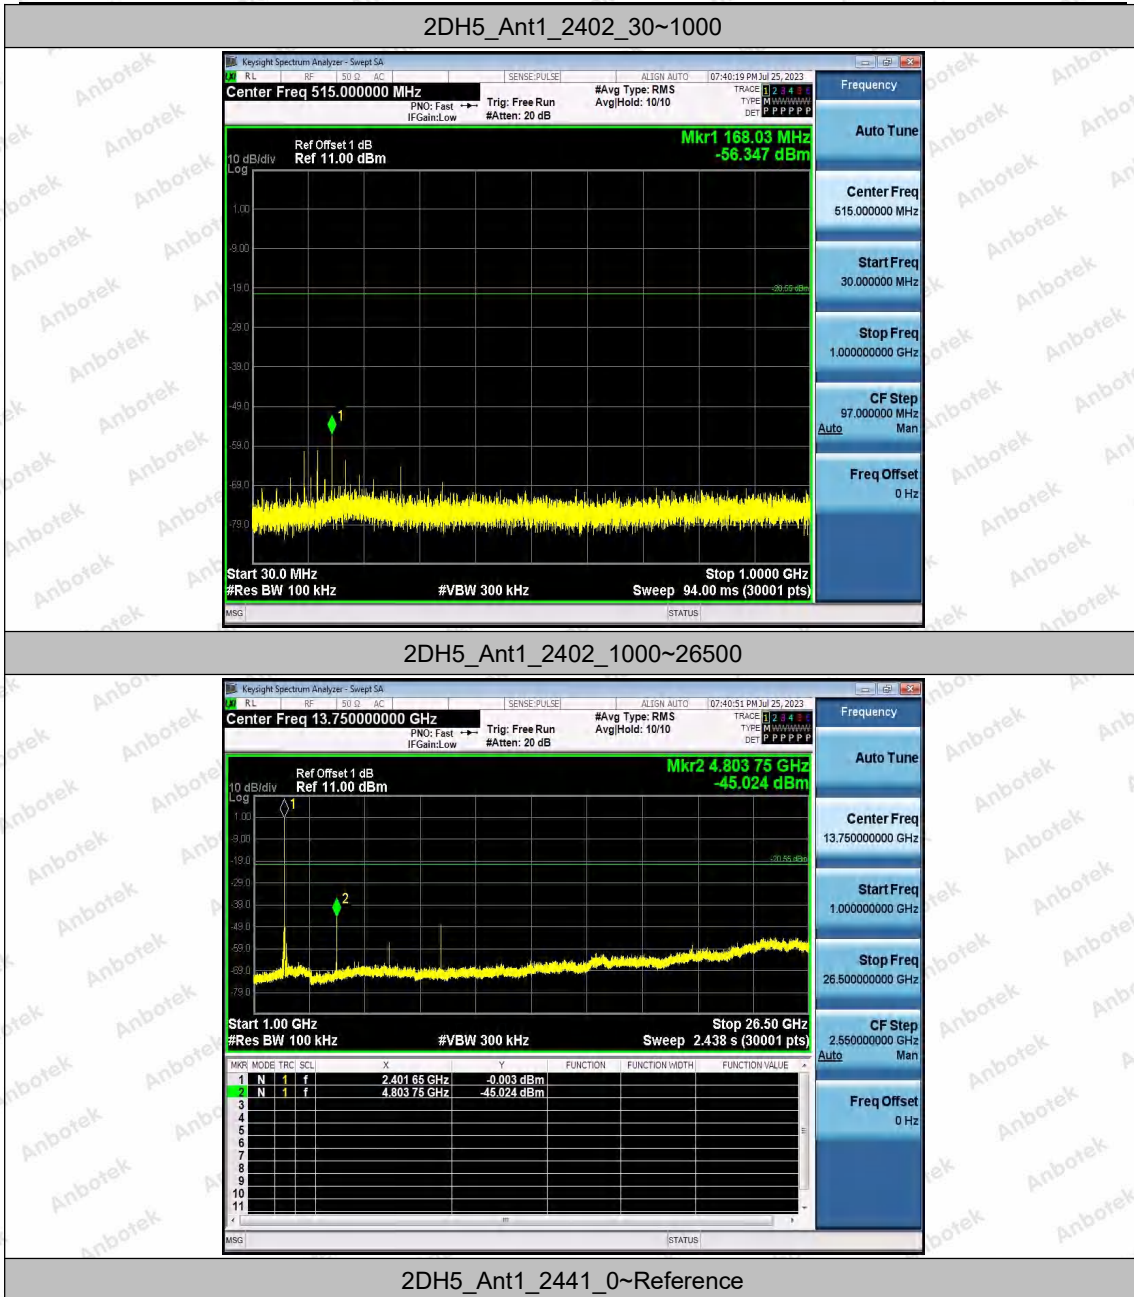 2DH5_Ant1_2402_30~1000
Keysight Spectrum Analyzer - Swept SA
RL RF 50 Ω AC SENSE:PULSE ALIGN AUTO 07:40:19 PM Jul 25, 2023
Center Freq 515.000000 MHz
PNO: Fast
IFGain:Low
Trig: Free Run
#Atten: 20 dB
#Avg Type: RMS
Avg|Hold: 10/10
TRACE 1 2 3 4 5 6
TYPE M W W W W W
DET P P P P P P
Mkr1 168.03 MHz
-56.347 dBm
Ref Offset 1 dB
10 dB/div Ref 11.00 dBm
Log
1.00
-9.00
-19.0
-20.55 dBm
-29.0
-39.0
-49.0
1
-59.0
-69.0
-79.0
Start 30.0 MHz Stop 1.0000 GHz
#Res BW 100 kHz #VBW 300 kHz Sweep 94.00 ms (30001 pts)
MSG STATUS
Frequency
Auto Tune
Center Freq
515.000000 MHz
Start Freq
30.000000 MHz
Stop Freq
1.000000000 GHz
CF Step
97.000000 MHz
Auto Man
Freq Offset
0 Hz
2DH5_Ant1_2402_1000~26500
Keysight Spectrum Analyzer - Swept SA
RL RF 50 Ω AC SENSE:PULSE ALIGN AUTO 07:40:51 PM Jul 25, 2023
Center Freq 13.750000000 GHz
PNO: Fast
IFGain:Low
Trig: Free Run
#Atten: 20 dB
#Avg Type: RMS
Avg|Hold: 10/10
TRACE 1 2 3 4 5 6
TYPE M W W W W W
DET P P P P P P
Mkr2 4.803 75 GHz
-45.024 dBm
Ref Offset 1 dB
10 dB/div Ref 11.00 dBm
Log
1
1.00
-9.00
-19.0
-20.55 dBm
-29.0
2
-39.0
-49.0
-59.0
-69.0
-79.0
Start 1.00 GHz Stop 26.50 GHz
#Res BW 100 kHz #VBW 300 kHz Sweep 2.438 s (30001 pts)
MKR MODE TRC SCL X Y FUNCTION FUNCTION WIDTH FUNCTION VALUE
1 N 1 f 2.401 65 GHz -0.003 dBm
2 N 1 f 4.803 75 GHz -45.024 dBm
3
4
5
6
7
8
9
10
11
MSG STATUS
Frequency
Auto Tune
Center Freq
13.750000000 GHz
Start Freq
1.000000000 GHz
Stop Freq
26.500000000 GHz
CF Step
2.550000000 GHz
Auto Man
Freq Offset
0 Hz
2DH5_Ant1_2441_0~Reference